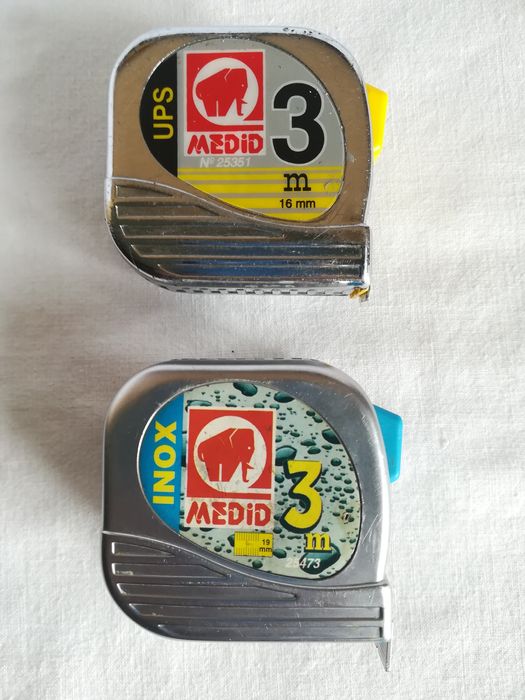 UPS
MEDID
Nº 25351
3
m
16 mm
INOX
MEDID
3
m
19
mm
25473